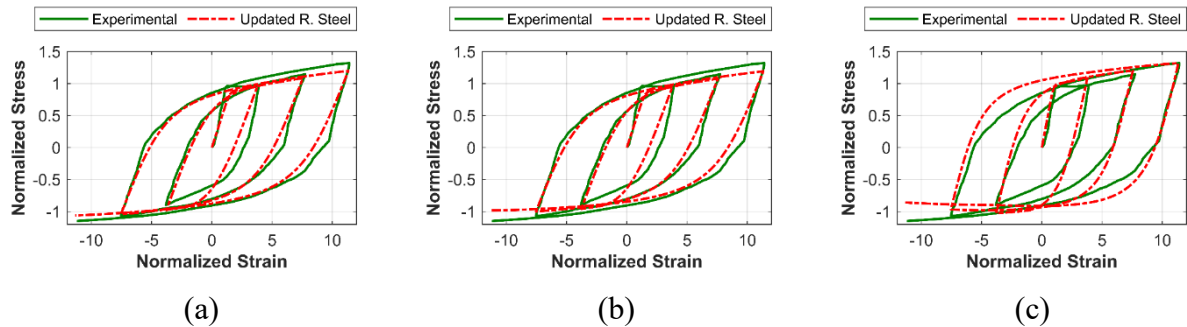 Experimental Updated R. Steel
Normalized Stress
1.5
1
0.5
0
-0.5
-1
-10 -5 0 5 10
Normalized Strain
(a)
Experimental Updated R. Steel
Normalized Stress
1.5
1
0.5
0
-0.5
-1
-10 -5 0 5 10
Normalized Strain
(b)
Experimental Updated R. Steel
Normalized Stress
1.5
1
0.5
0
-0.5
-1
-10 -5 0 5 10
Normalized Strain
(c)